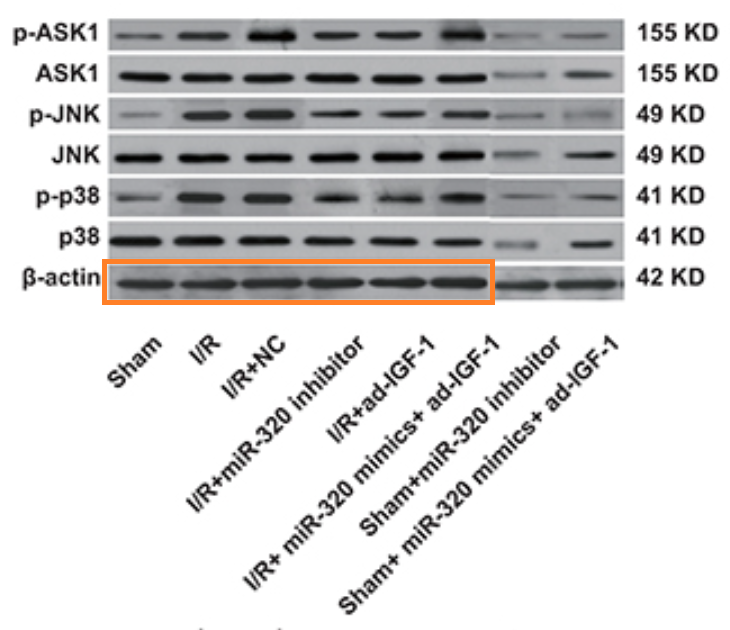 p-ASK1 155 KD
ASK1 155 KD
p-JNK 49 KD
JNK 49 KD
p-p38 41 KD
p38 41 KD
β-actin 42 KD
Sham
I/R
I/R+NC
I/R+miR-320 inhibitor
I/R+ad-IGF-1
I/R+ miR-320 mimics+ ad-IGF-1
Sham+miR-320 inhibitor
Sham+ miR-320 mimics+ ad-IGF-1